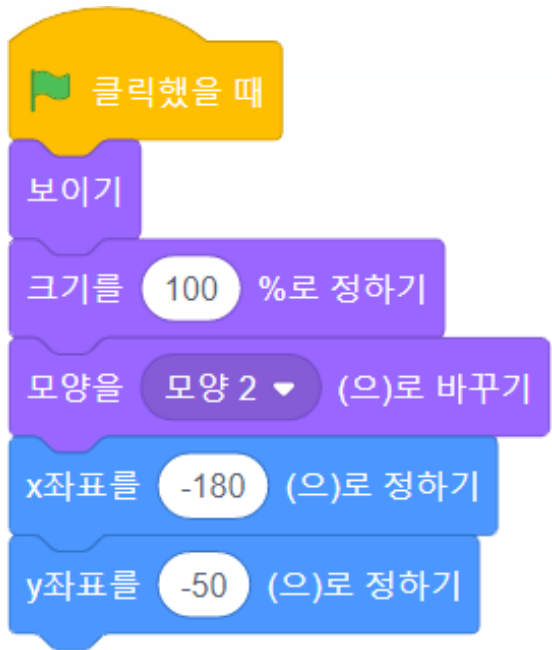 클릭했을 때
보이기
크기를 100 %로 정하기
모양을 모양 2 (으)로 바꾸기
x좌표를 -180 (으)로 정하기
y좌표를 -50 (으)로 정하기